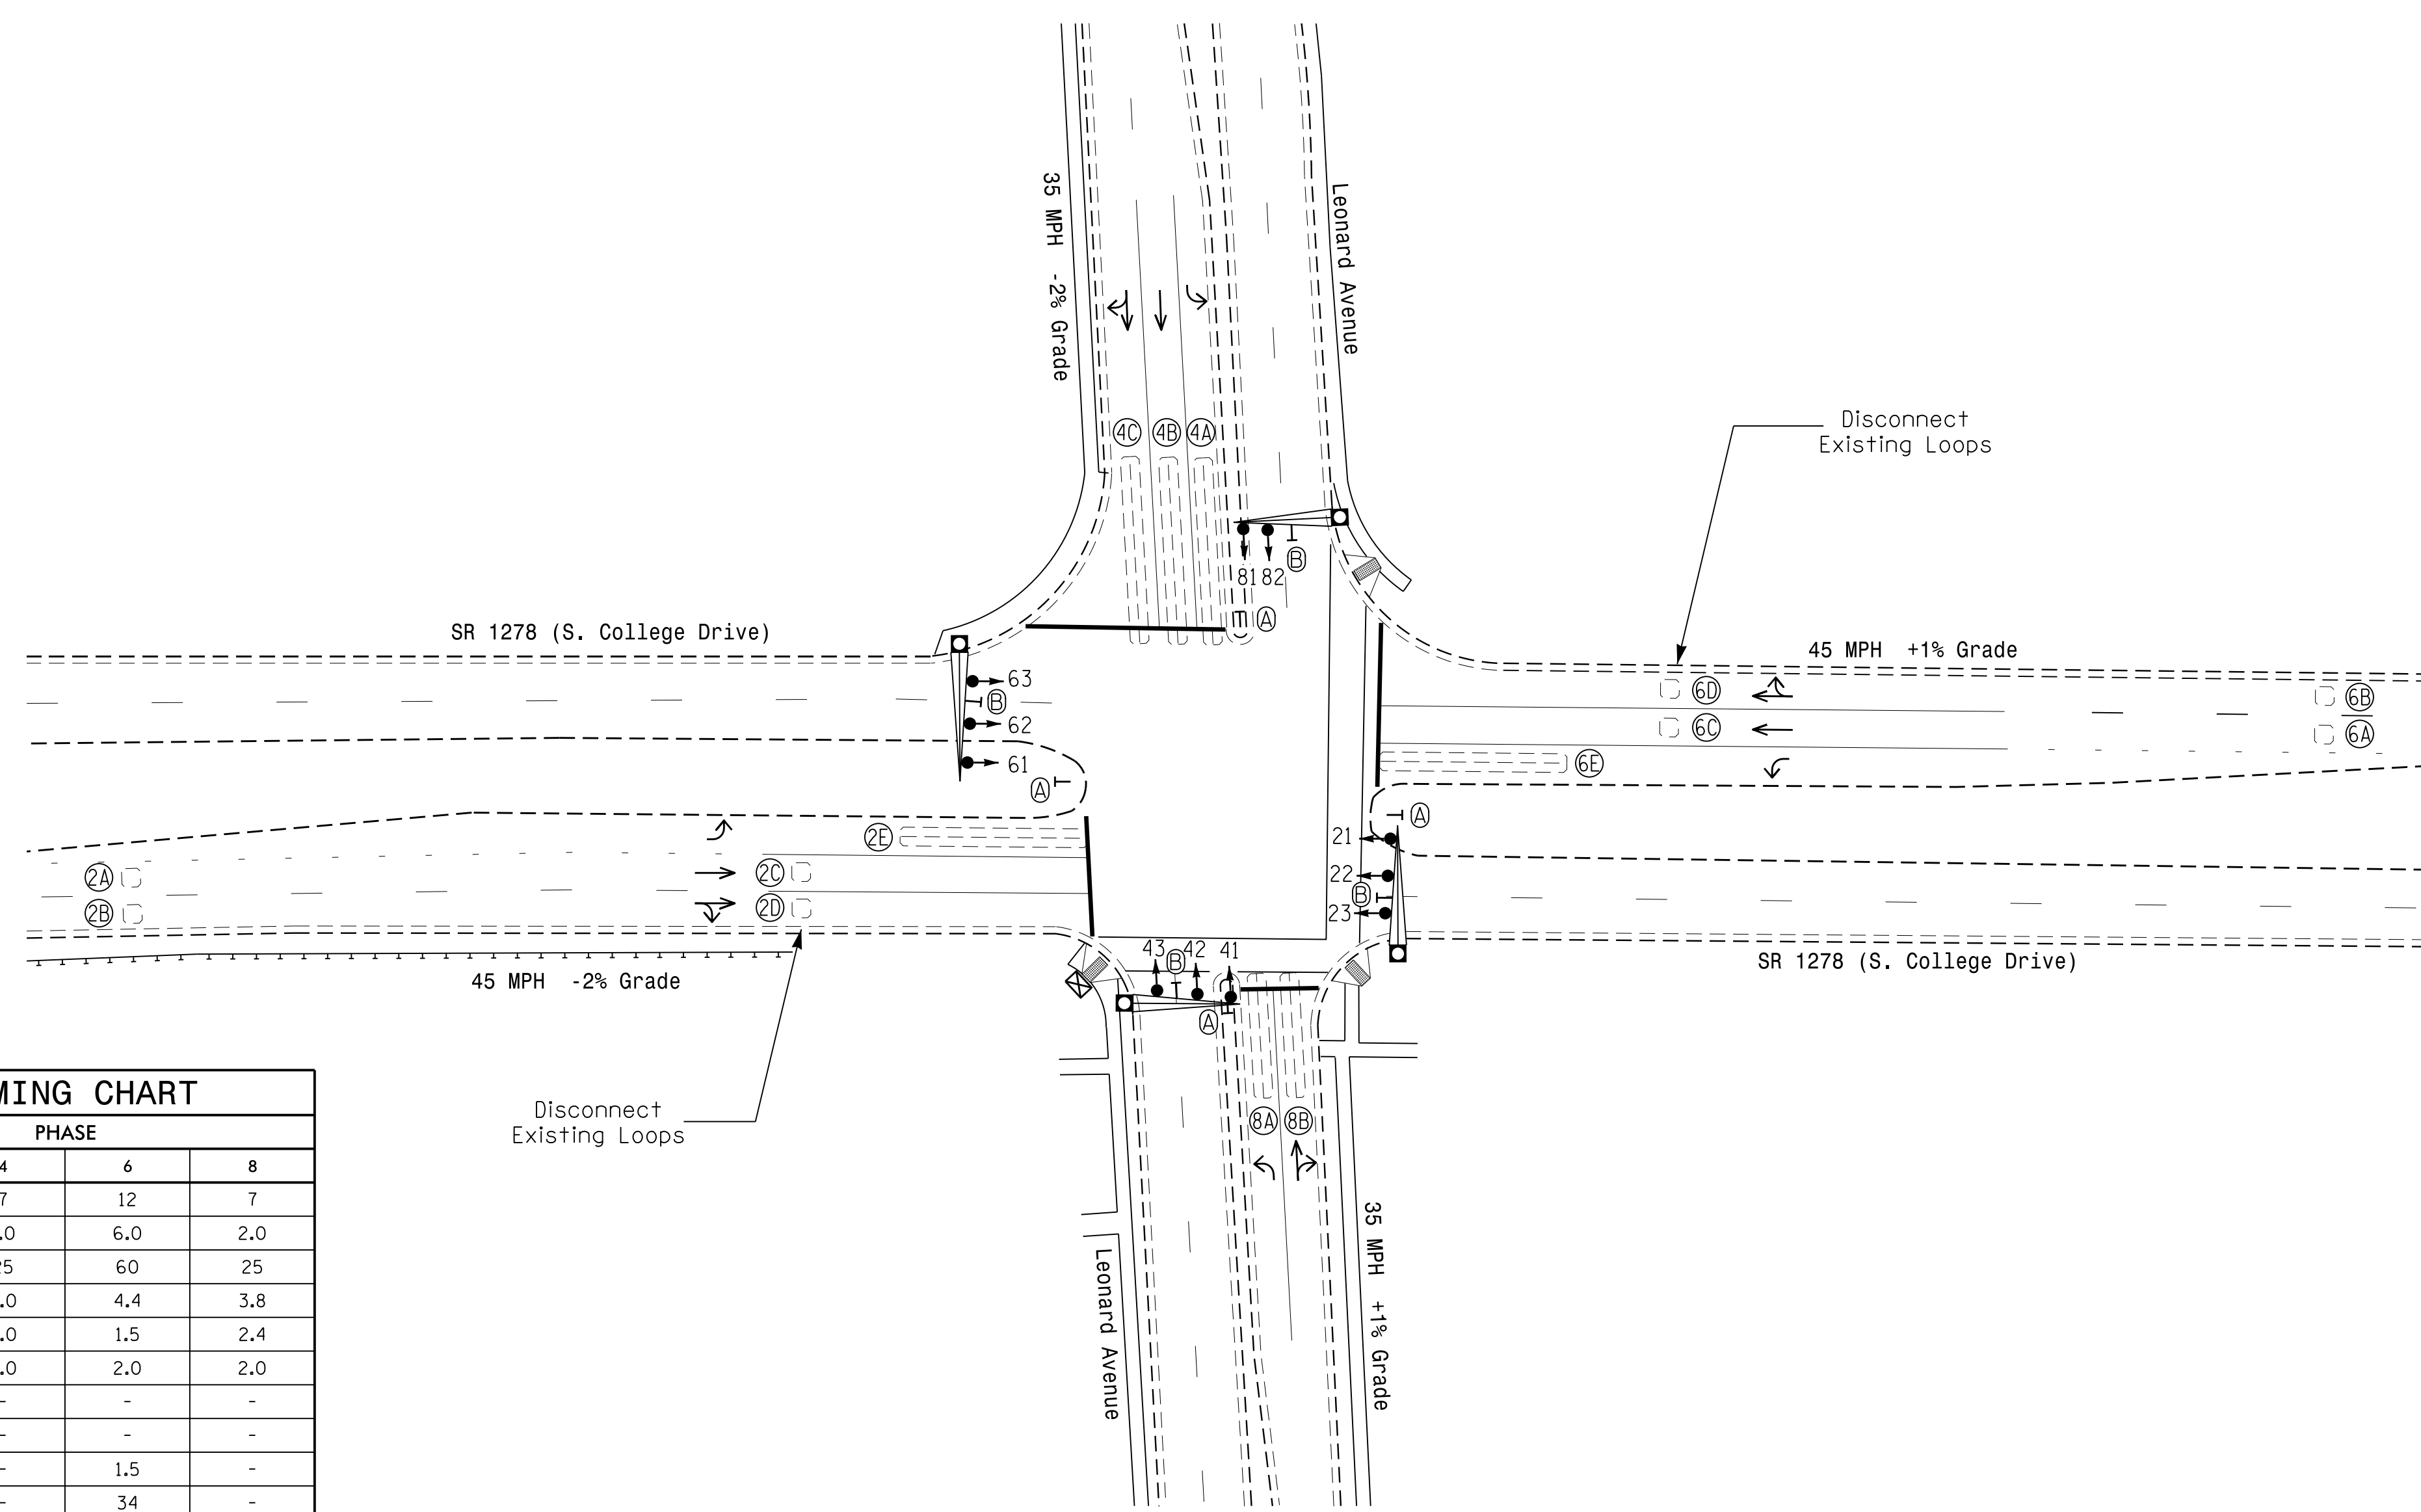 35 MPH -2% Grade
Leonard Avenue
Disconnect
Existing Loops
4C 4B 4A
B
81 82
A
SR 1278 (S. College Drive)
45 MPH +1% Grade
63
B
62
61
A
6D
6C
6E
6B
6A
2E
2A
2B
2C
2D
A
21
22
B
23
43 B 42 41
A
SR 1278 (S. College Drive)
45 MPH -2% Grade
Disconnect
Existing Loops
8A 8B
Leonard Avenue
35 MPH +1% Grade
MING CHART
PHASE
4 6 8
7 12 7
.0 6.0 2.0
25 60 25
.0 4.4 3.8
.0 1.5 2.4
.0 2.0 2.0
- - -
- - -
- 1.5 -
- 34 -